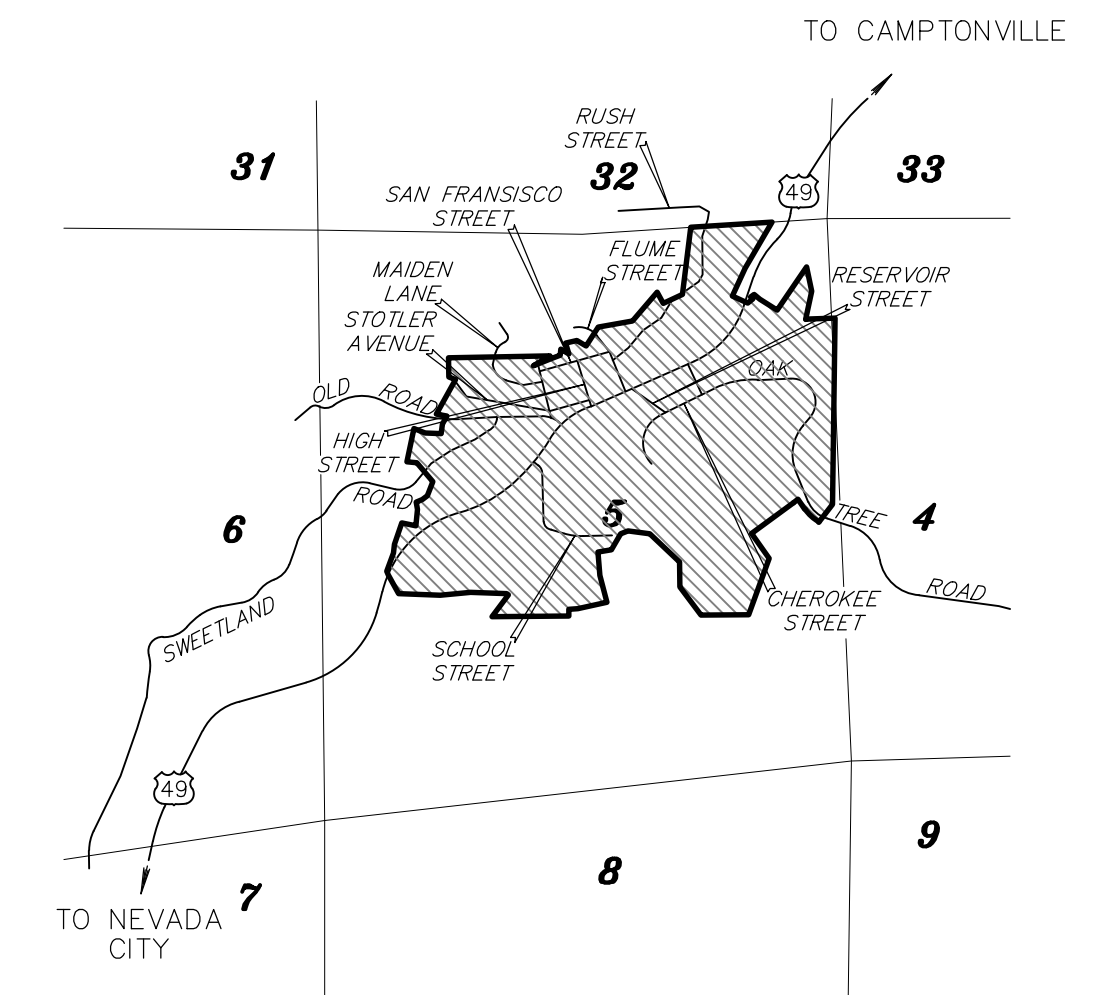 TO CAMPTONVILLE
RUSH
STREET
31
32
33
49
SAN FRANSISCO
STREET
FLUME
STREET
MAIDEN
LANE
RESERVOIR
STREET
STOTLER
AVENUE
OAK
OLD
ROAD
HIGH
STREET
ROAD
5
TREE
4
6
ROAD
CHEROKEE
STREET
SWEETLAND
SCHOOL
STREET
49
9
8
7
TO NEVADA
CITY